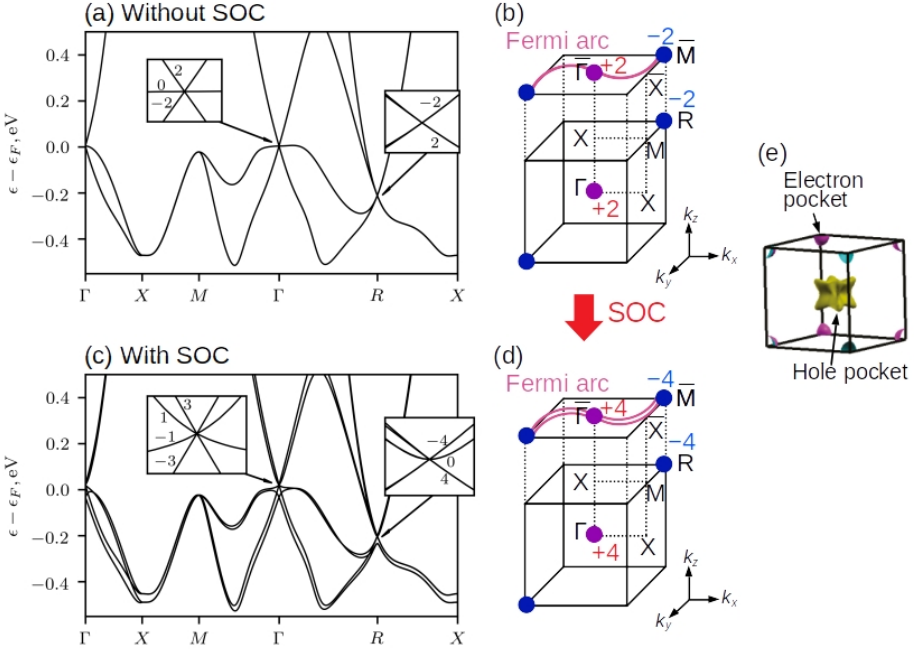 (a) Without SOC
0.4
0.2
0.0
−0.2
−0.4
ϵ − ϵF, eV
2
0
−2
−2
2
Γ X M Γ R X
(b)
Fermi arc
−2
M̅
Γ̅
+2
X̅
−2
R
X
M
Γ
X
+2
kz
kx
ky
SOC
(c) With SOC
0.4
0.2
0.0
−0.2
−0.4
ϵ − ϵF, eV
3
1
−1
−3
−4
0
4
Γ X M Γ R X
(d)
Fermi arc
−4
M̅
Γ̅
+4
X̅
−4
R
X
M
Γ
X
+4
kz
kx
ky
(e)
Electron
pocket
Hole pocket